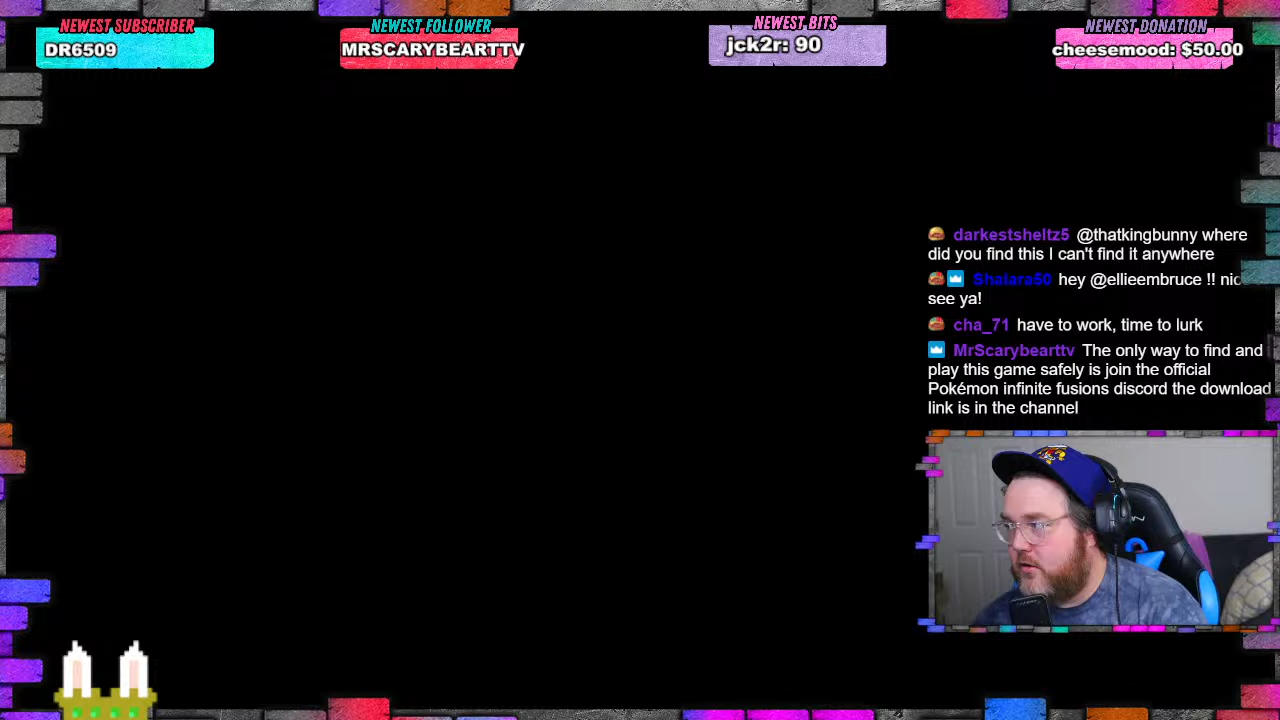 NEWEST SUBSCRIBER
DR6509
NEWEST FOLLOWER
MRSCARYBEARTTV
NEWEST BITS
jck2r: 90
NEWEST DONATION
cheesemood: $50.00
darkestsheltz5 @thatkingbunny where
did you find this I can't find it anywhere
Shalara50 hey @ellieembruce !!
see ya!
cha_71 have to work, time to lurk
MrScarybearttv The only way to find and
play this game safely is join the official
Pokémon infinite fusions discord the download
link is in the channel